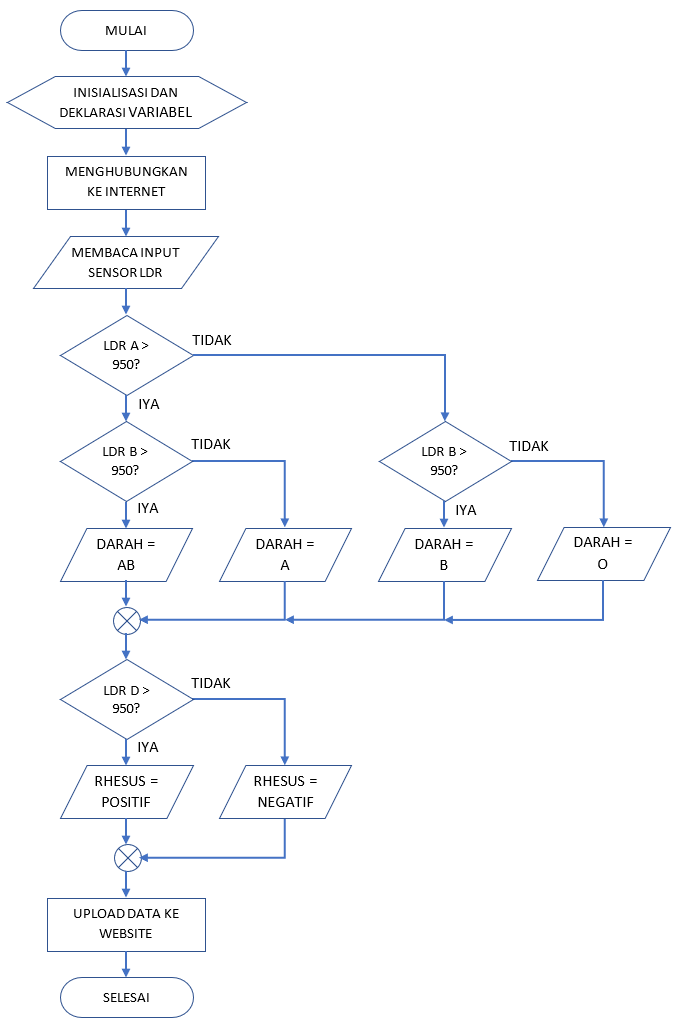 MULAI
INISIALISASI DAN
DEKLARASI VARIABEL
MENGHUBUNGKAN
KE INTERNET
MEMBACA INPUT
SENSOR LDR
LDR A >
950?
TIDAK
IYA
LDR B >
950?
TIDAK
IYA
LDR B >
950?
TIDAK
IYA
DARAH =
AB
DARAH =
A
DARAH =
B
DARAH =
O
LDR D >
950?
TIDAK
IYA
RHESUS =
POSITIF
RHESUS =
NEGATIF
UPLOAD DATA KE
WEBSITE
SELESAI